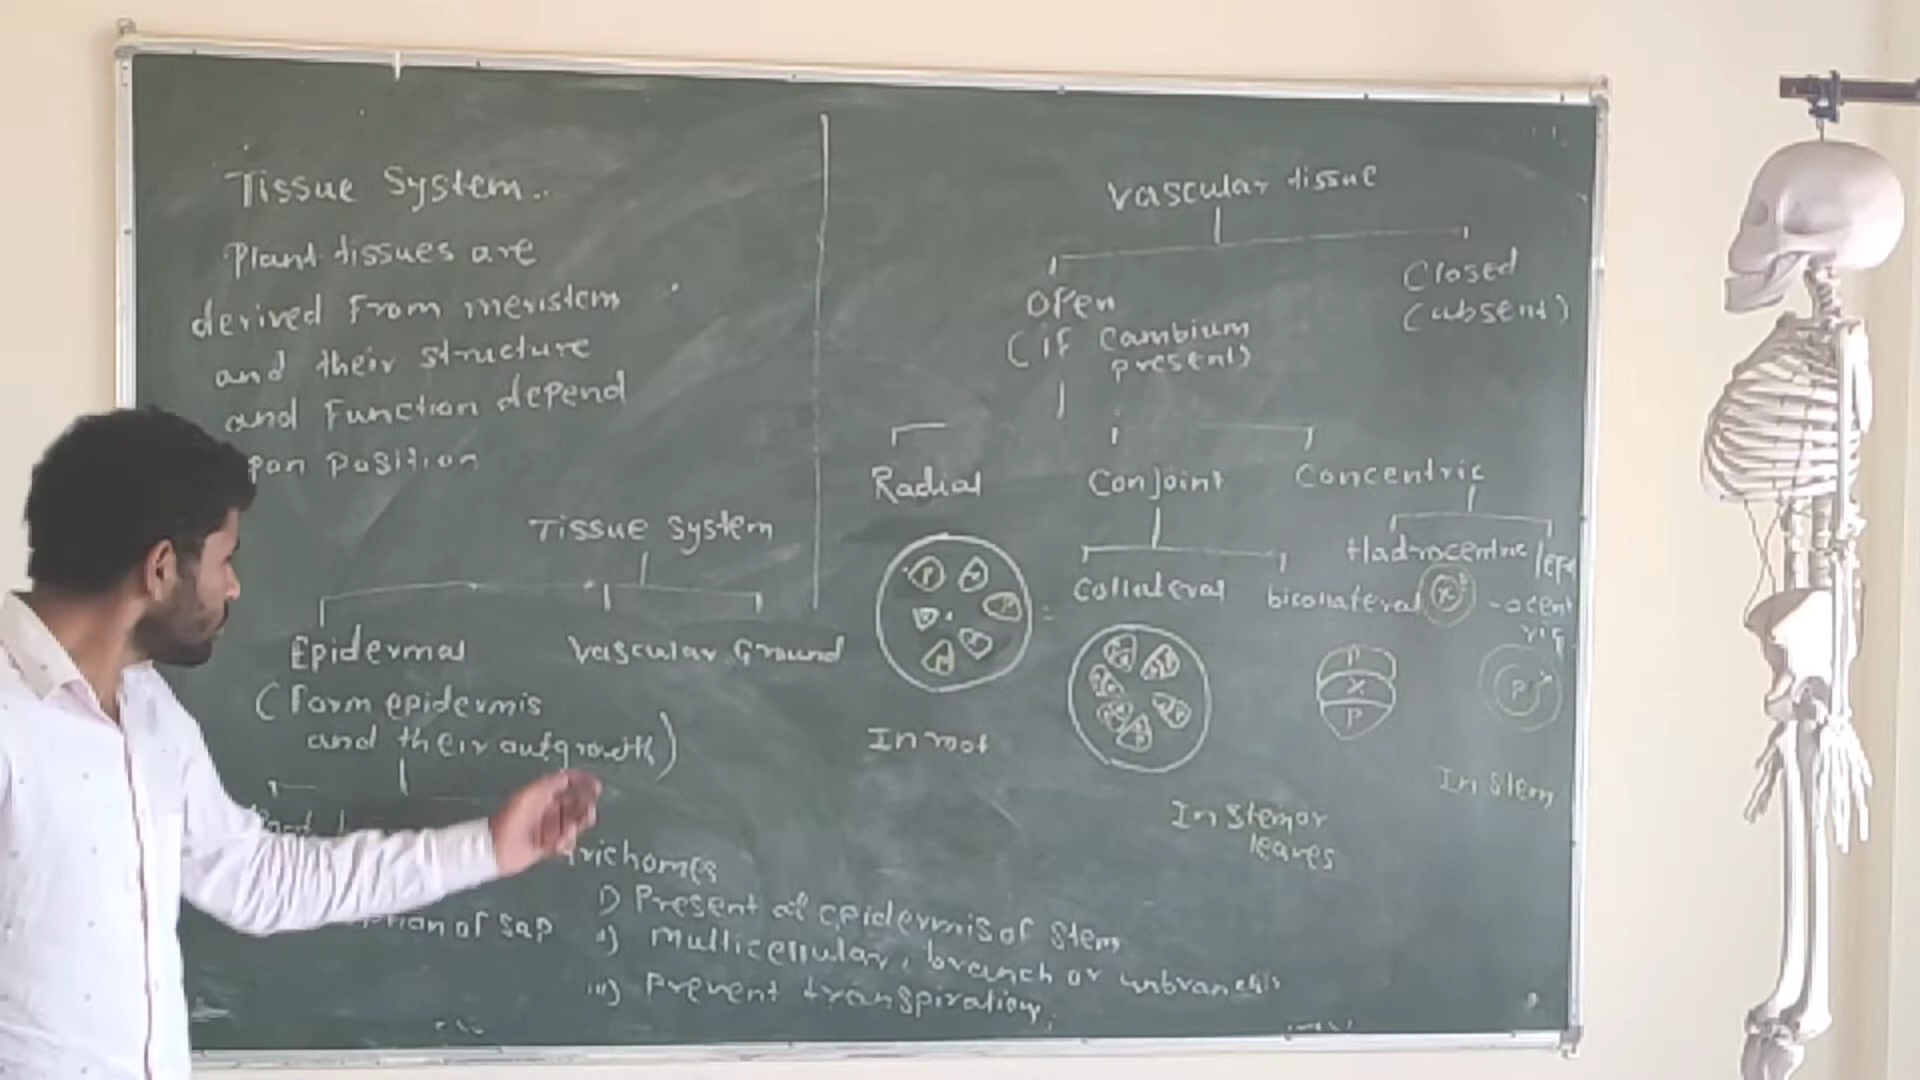 Tissue System..
Plant tissues are
derived From meristem
and their structure
and Function depend
position
Tissue System
Epidermal
Vascular
Ground
(Form epidermis
and their outgrowth)
Trichomes
of sap
i) Present at epidermis of stem
ii) Multicellular, branch or
iii) Prevent transpiration
Vascular tissue
Open
(if Cambium
present)
Closed
(absent)
Radial
Conjoint
Concentric
Collateral
bicollateral
Hadrocentric
P
P
P
X
P
X
P
In root
In stem or
leaves
In stem